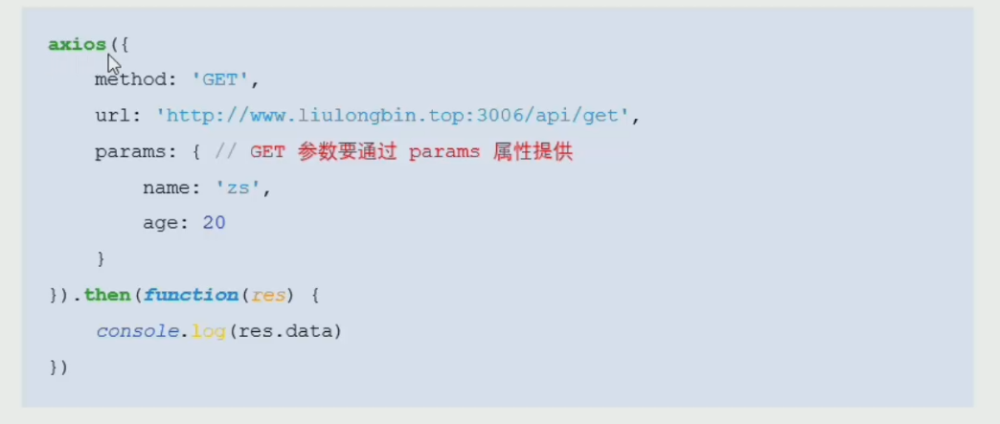 axios({
    method: 'GET',
    url: 'http://www.liulongbin.top:3006/api/get',
    params: { // GET 参数要通过 params 属性提供
        name: 'zs',
        age: 20
    }
}).then(function(res) {
    console.log(res.data)
})